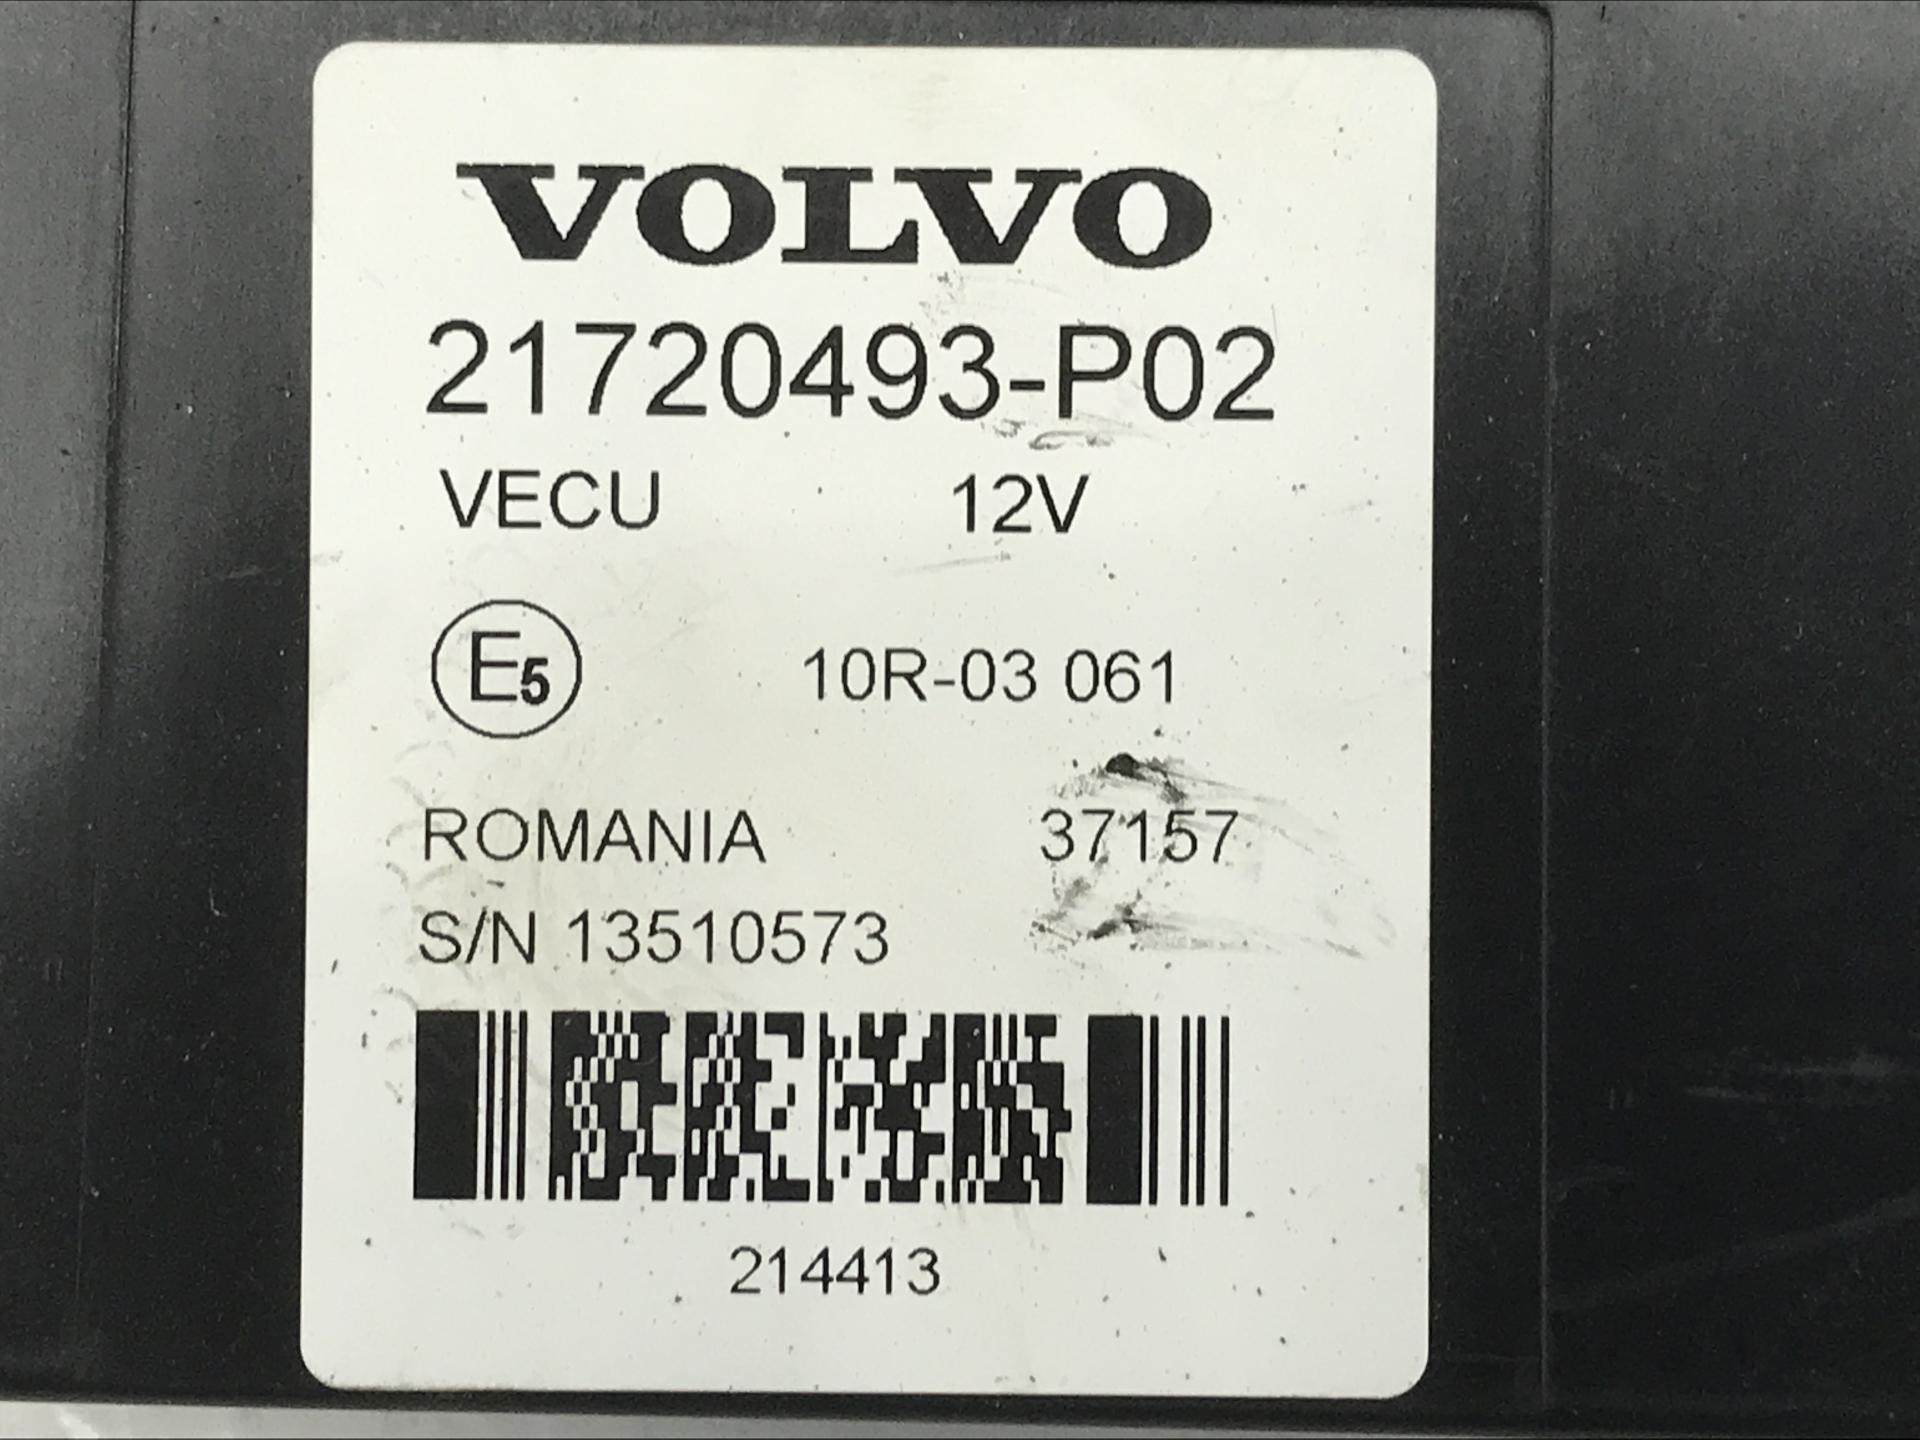 VOLVO
21720493-P02
VECU 12V
E5 10R-03 061
ROMANIA 37157
S/N 13510573
214413